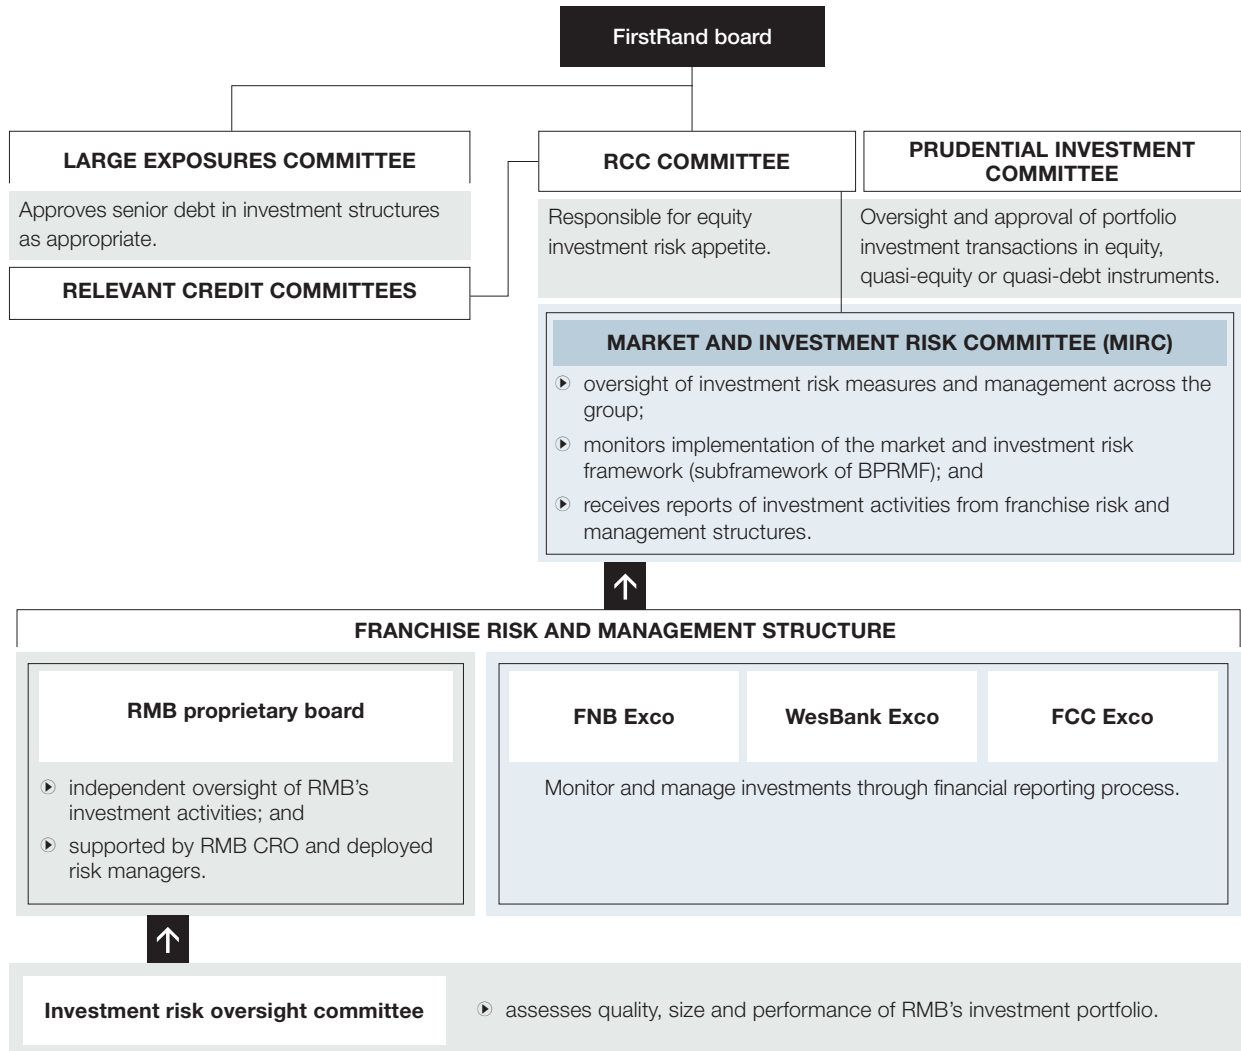 FirstRand board
LARGE EXPOSURES COMMITTEE
Approves senior debt in investment structures
as appropriate.
RELEVANT CREDIT COMMITTEES
RCC COMMITTEE
Responsible for equity
investment risk appetite.
PRUDENTIAL INVESTMENT
COMMITTEE
Oversight and approval of portfolio
investment transactions in equity,
quasi-equity or quasi-debt instruments.
MARKET AND INVESTMENT RISK COMMITTEE (MIRC)
oversight of investment risk measures and management across the
group;
monitors implementation of the market and investment risk
framework (subframework of BPRMF); and
receives reports of investment activities from franchise risk and
management structures.
FRANCHISE RISK AND MANAGEMENT STRUCTURE
RMB proprietary board
independent oversight of RMB's
investment activities; and
supported by RMB CRO and deployed
risk managers.
FNB Exco
WesBank Exco
FCC Exco
Monitor and manage investments through financial reporting process.
Investment risk oversight committee
assesses quality, size and performance of RMB's investment portfolio.